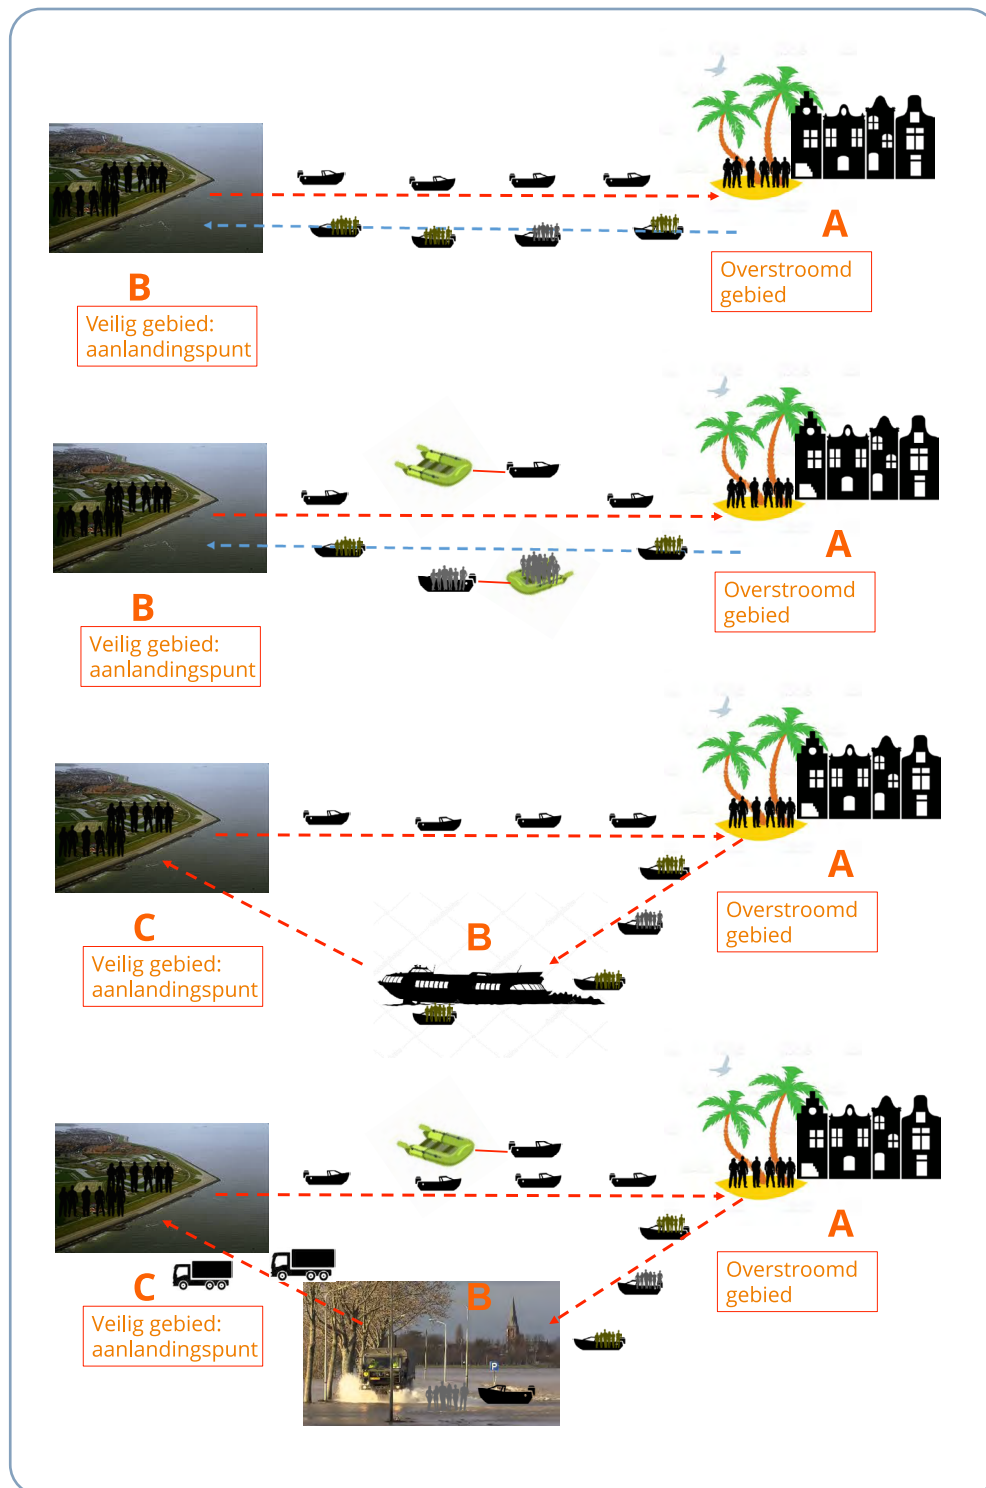 A
Overstroomd
gebied
B
Veilig gebied:
aanlandingspunt
A
Overstroomd
gebied
B
Veilig gebied:
aanlandingspunt
A
Overstroomd
gebied
C
Veilig gebied:
aanlandingspunt
B
A
Overstroomd
gebied
C
Veilig gebied:
aanlandingspunt
B
P